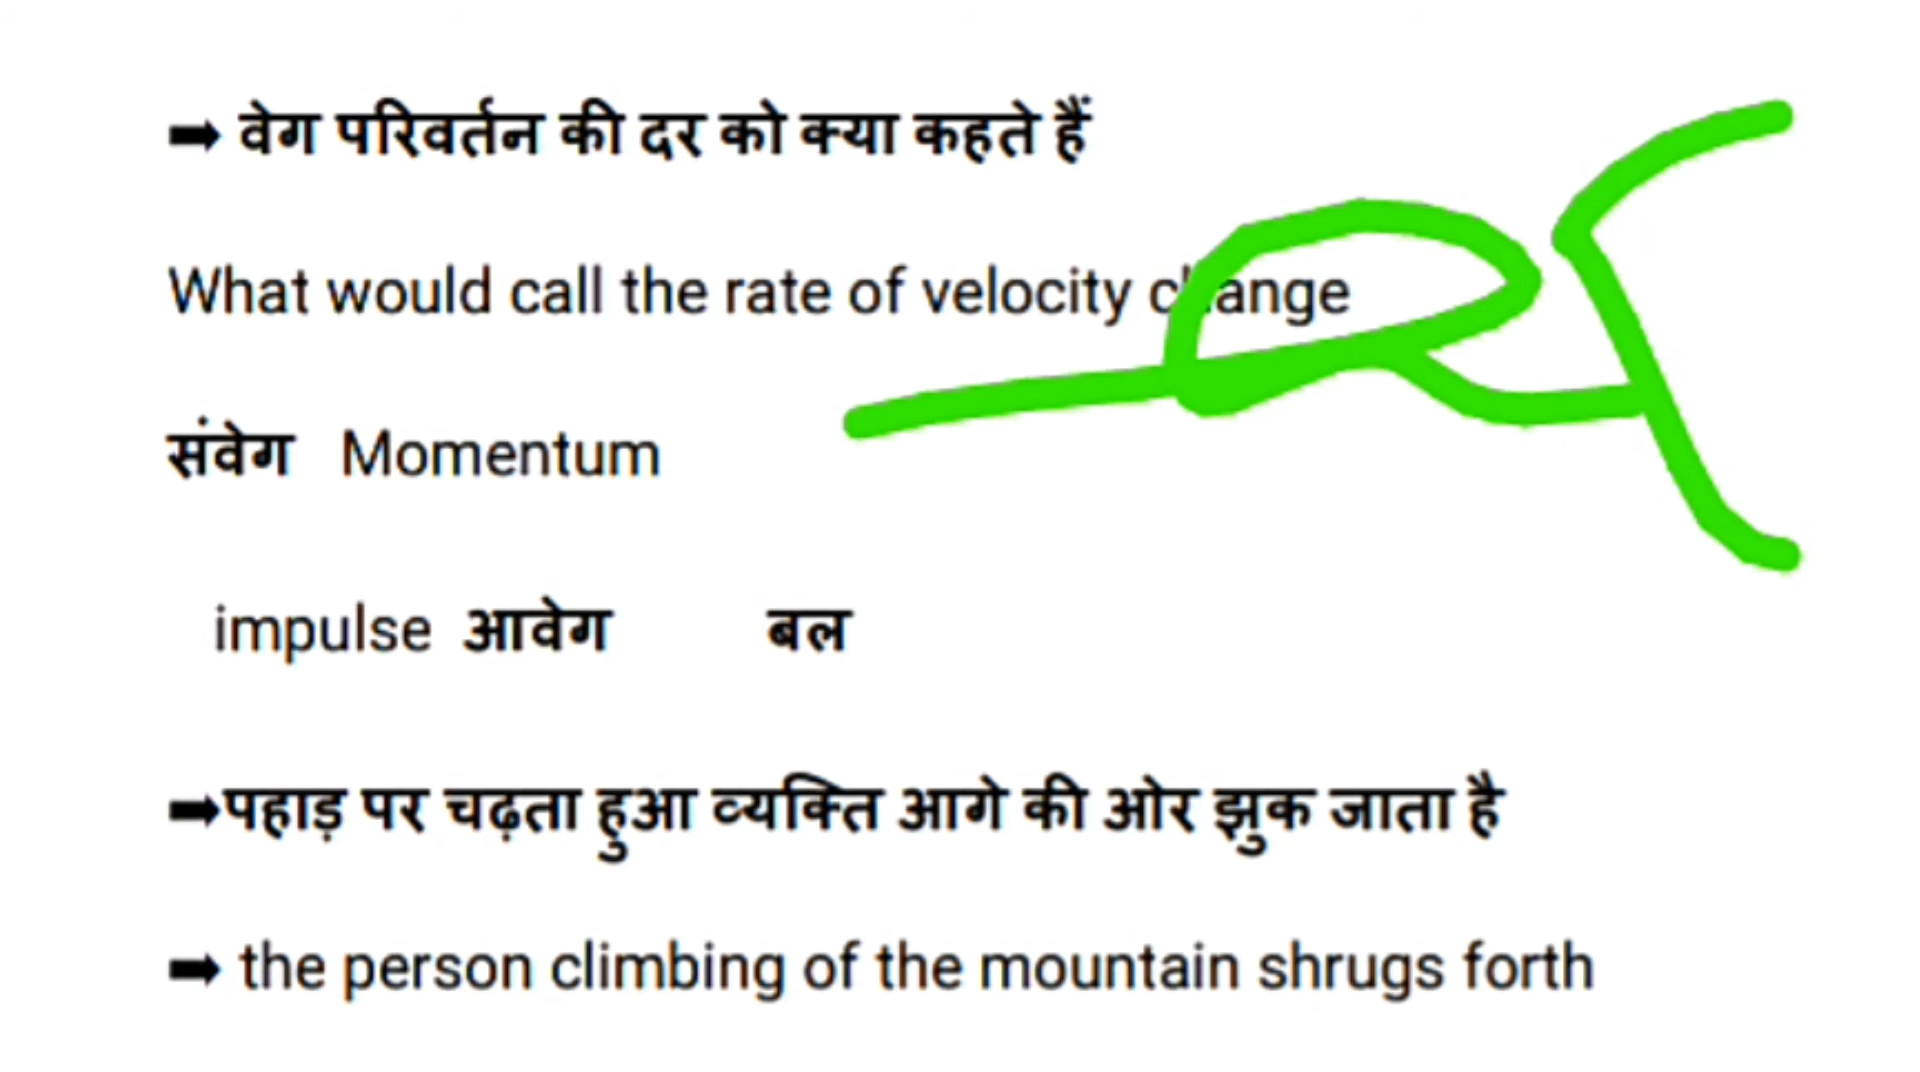 ➡ वेग परिवर्तन की दर को क्या कहते हैं
What would call the rate of velocity change
संवेग Momentum
impulse आवेग बल
➡पहाड़ पर चढ़ता हुआ व्यक्ति आगे की ओर झुक जाता है
➡ the person climbing of the mountain shrugs forth